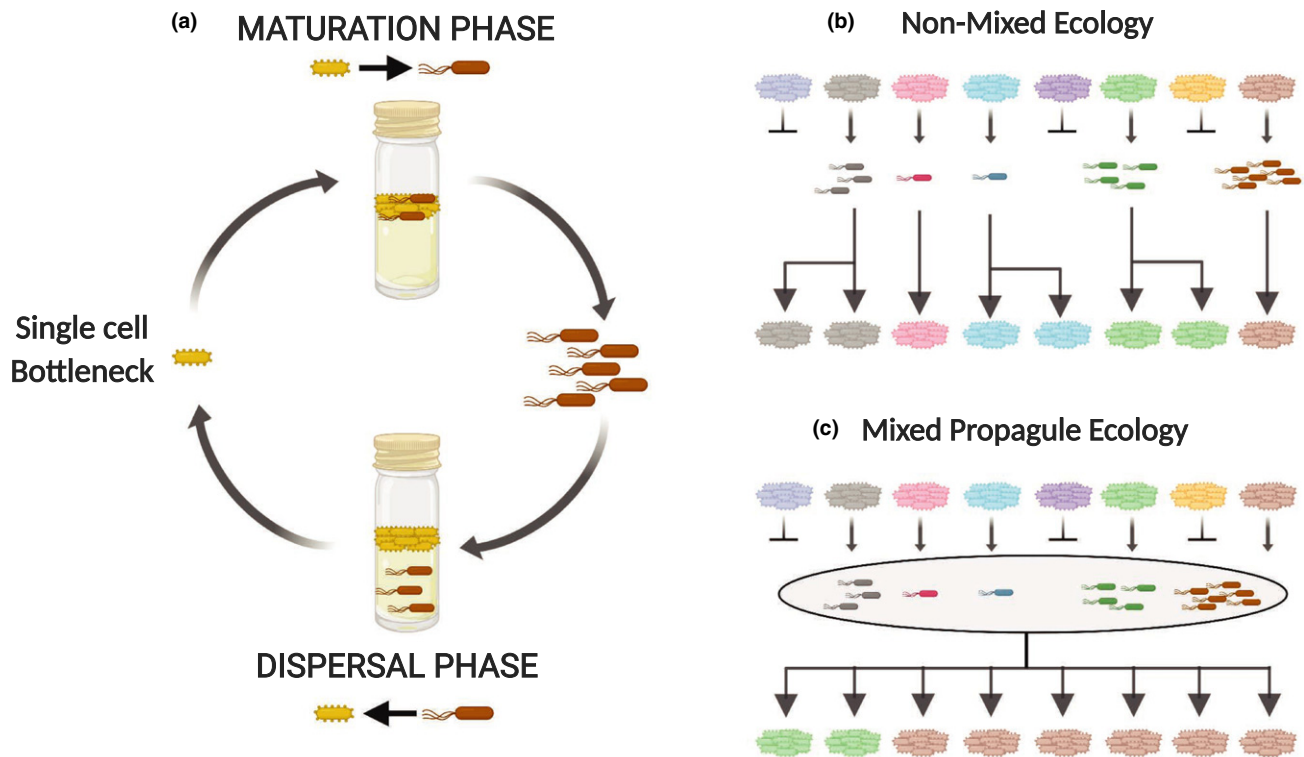 (a)
MATURATION PHASE
Single cell
Bottleneck
DISPERSAL PHASE
(b) Non-Mixed Ecology
(c) Mixed Propagule Ecology